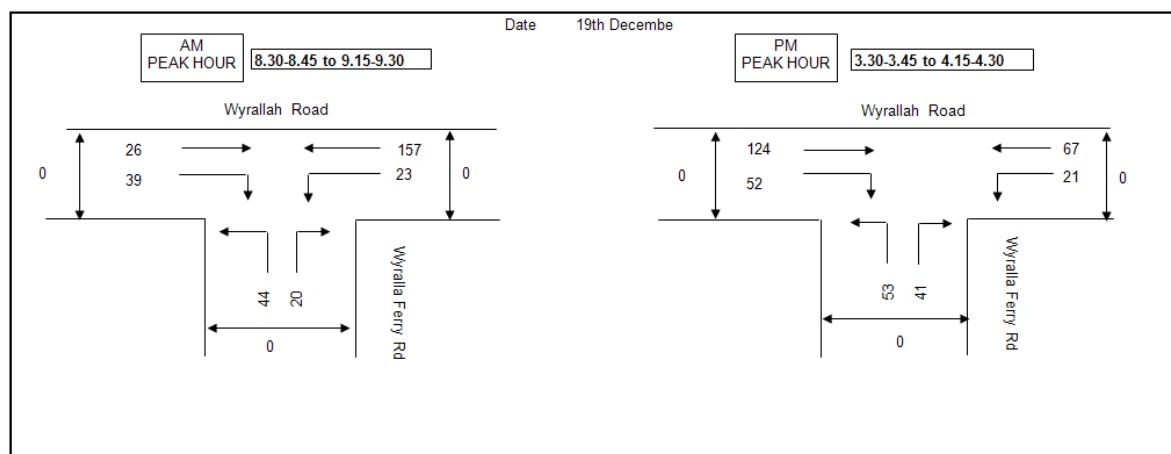 Date 19th Decembe
AM
PEAK HOUR
8.30-8.45 to 9.15-9.30
Wyrallah Road
26
157
39
23
0
0
44
20
0
Wyralla Ferry Rd
PM
PEAK HOUR
3.30-3.45 to 4.15-4.30
Wyrallah Road
124
67
52
21
0
0
53
41
0
Wyralla Ferry Rd